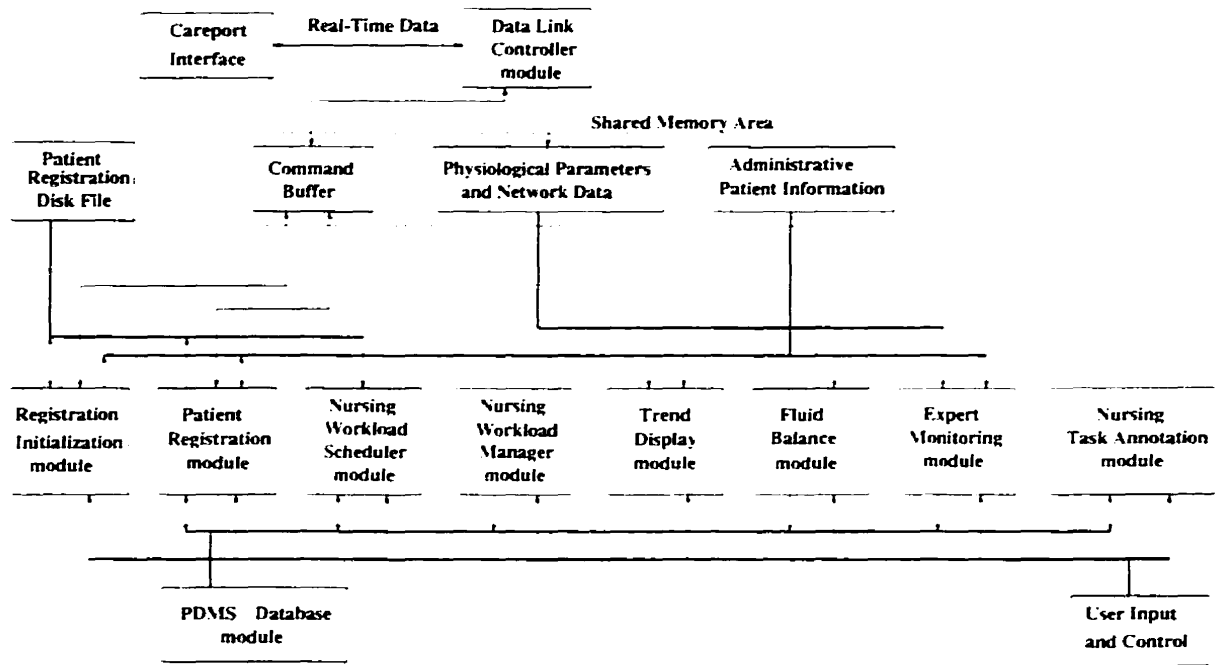 Careport
Interface
Real-Time Data
Data Link
Controller
module
Shared Memory Area
Patient
Registration
Disk File
Command
Buffer
Physiological Parameters
and Network Data
Administrative
Patient Information
Registration
Initialization
module
Patient
Registration
module
Nursing
Workload
Scheduler
module
Nursing
Workload
Manager
module
Trend
Display
module
Fluid
Balance
module
Expert
Monitoring
module
Nursing
Task Annotation
module
PDMS Database
module
User Input
and Control